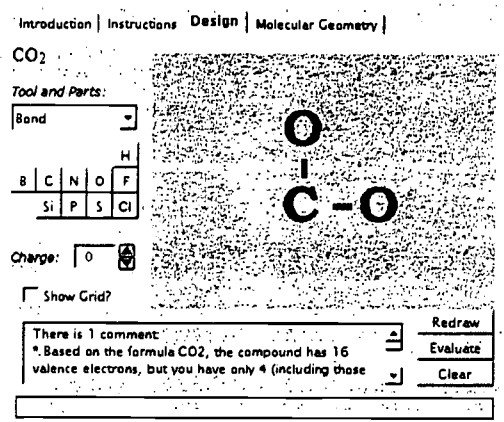 Introduction | Instructions Design | Molecular Geometry |
CO2
Tool and Parts:
Bond
H
B C N O F
Si P S Cl
Charge: 0
Show Grid?
O
C – O
There is 1 comment:
*. Based on the formula CO2, the compound has 16
valence electrons, but you have only 4 (including those
Redraw
Evaluate
Clear